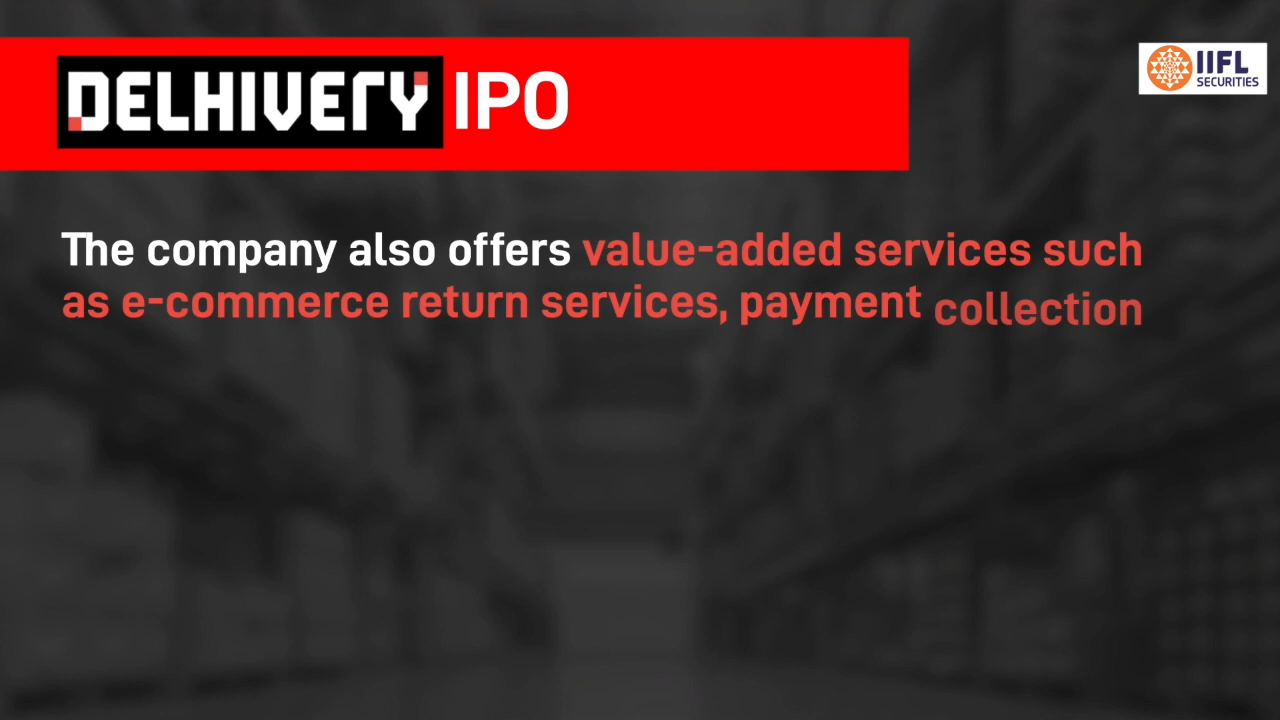 DELHIVERY IPO
IIFL
SECURITIES
The company also offers value-added services such
as e-commerce return services, payment collection